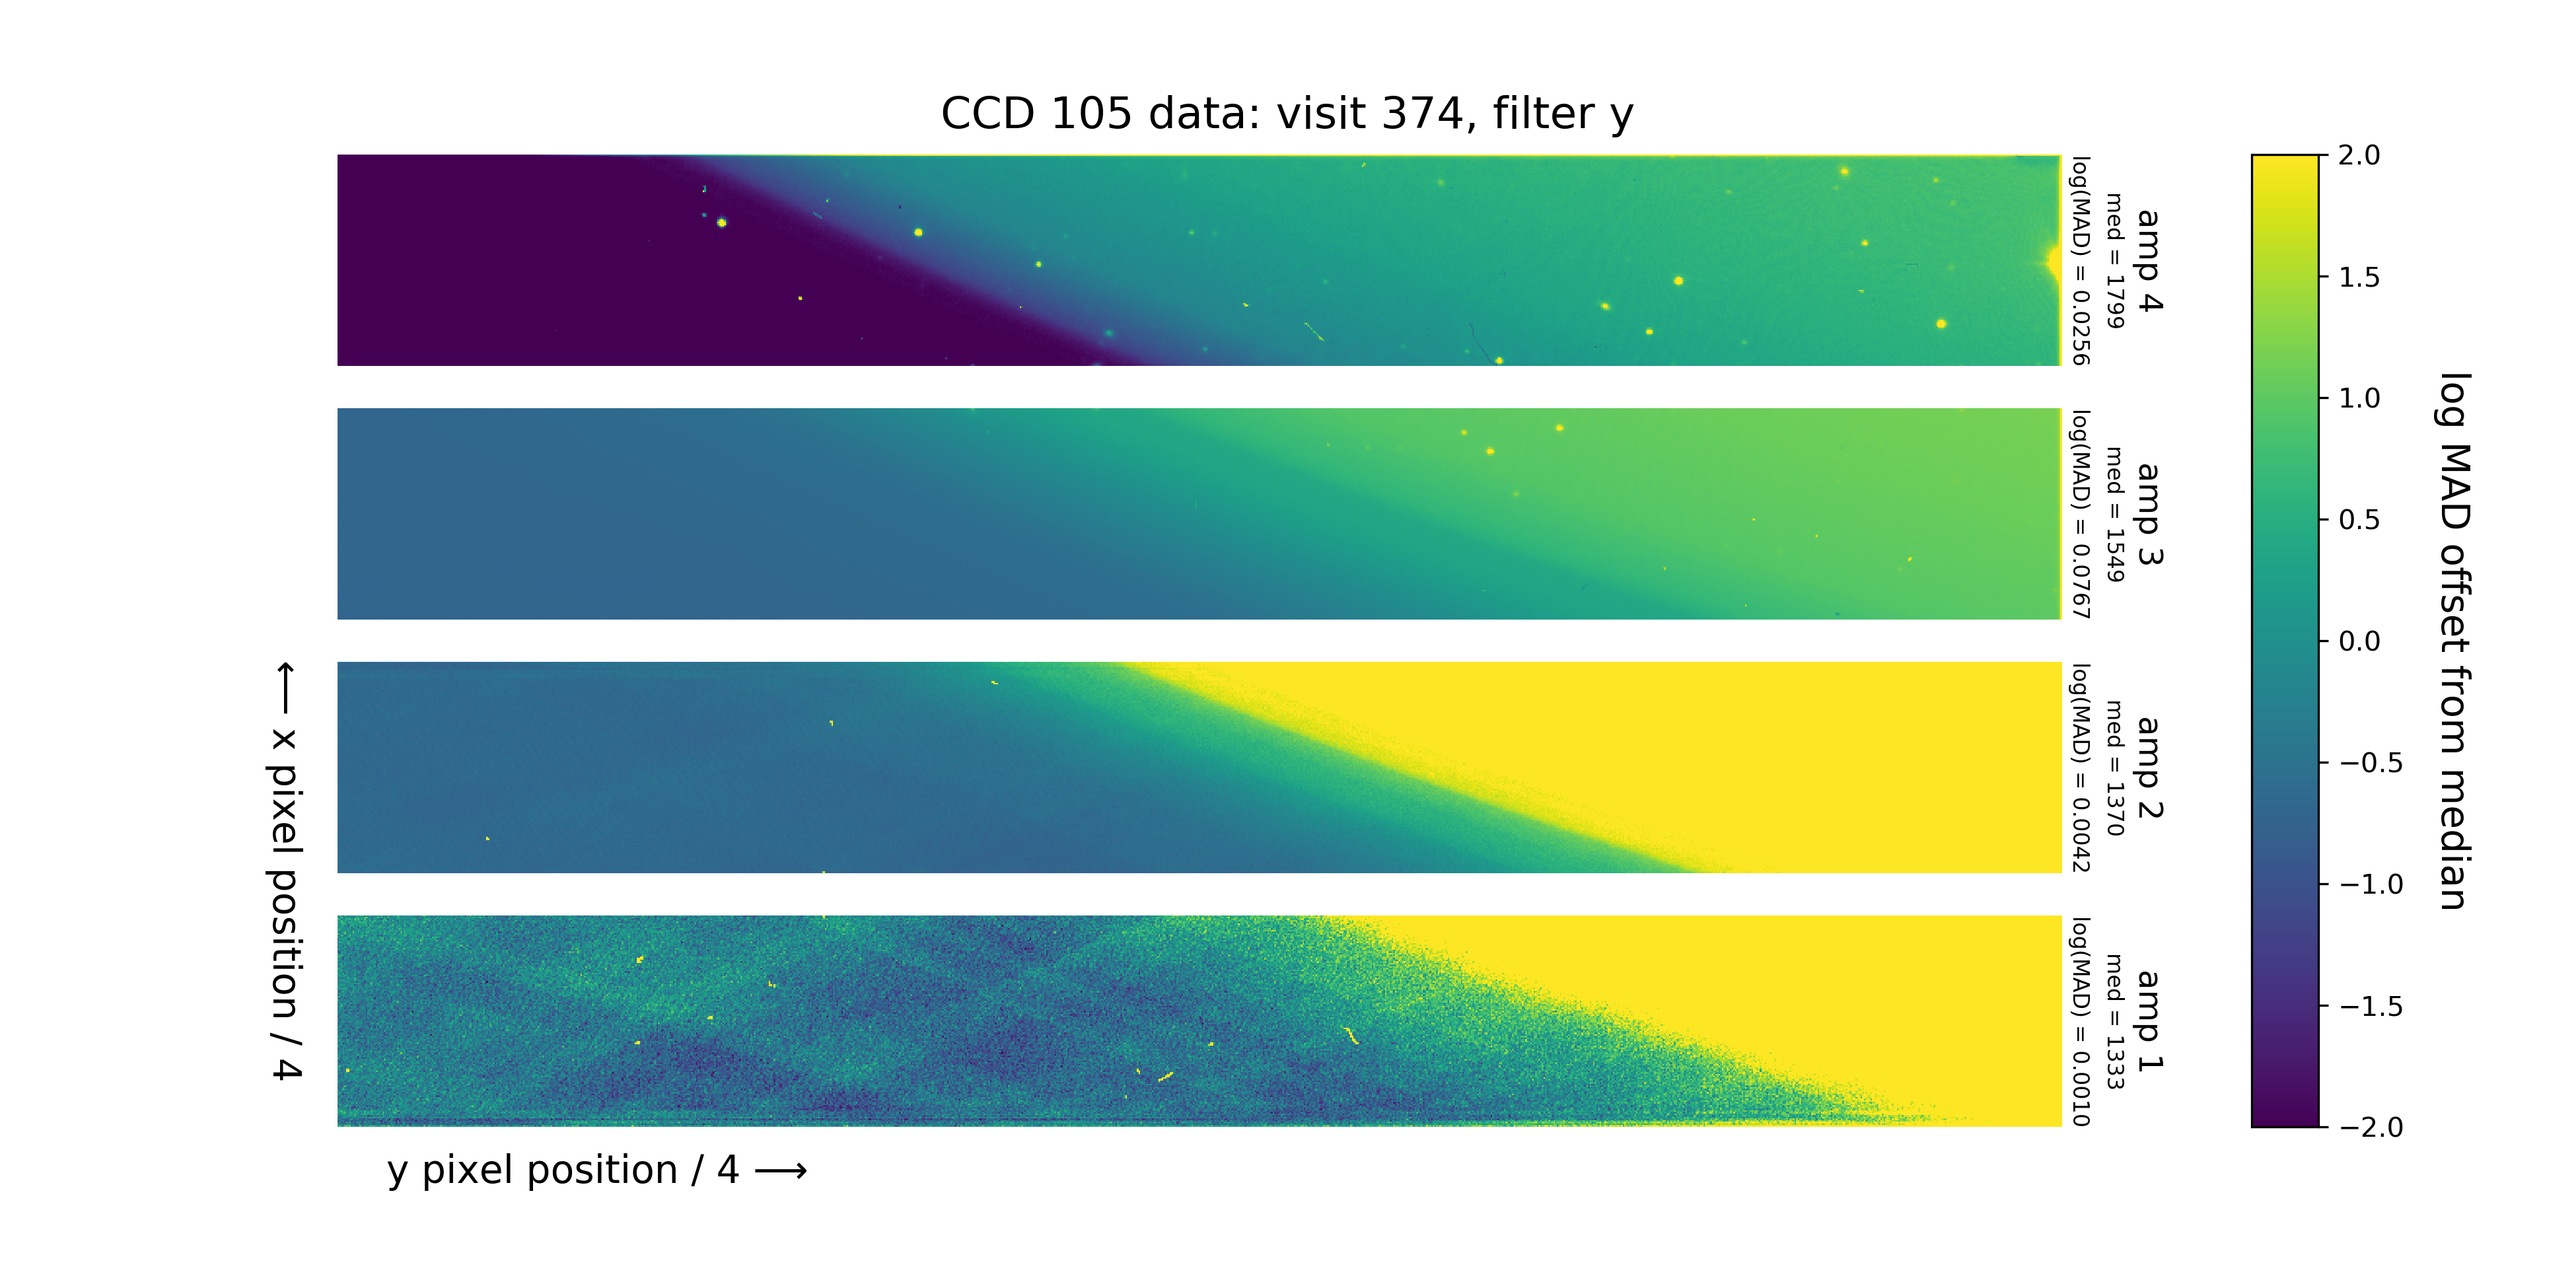 CCD 105 data: visit 374, filter y
amp 4
med = 1799
log(MAD) = 0.0256
amp 3
med = 1549
log(MAD) = 0.0767
amp 2
med = 1370
log(MAD) = 0.0042
amp 1
med = 1333
log(MAD) = 0.0010
⟵ x pixel position / 4
y pixel position / 4 ⟶
2.0
1.5
1.0
0.5
0.0
−0.5
−1.0
−1.5
−2.0
log MAD offset from median